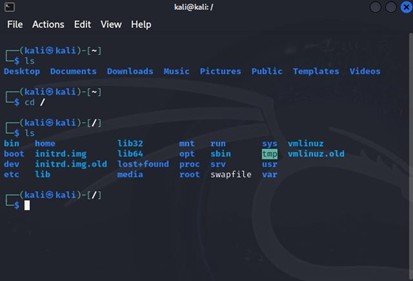 kali@kali: /
File Actions Edit View Help
┌──(kali㉿kali)-[~]
└─$ ls
Desktop Documents Downloads Music Pictures Public Templates Videos
┌──(kali㉿kali)-[~]
└─$ cd /
┌──(kali㉿kali)-[/]
└─$ ls
bin home lib32 mnt run sys vmlinuz
boot initrd.img lib64 opt sbin tmp vmlinuz.old
dev initrd.img.old lost+found proc srv usr
etc lib media root swapfile var
┌──(kali㉿kali)-[/]
└─$